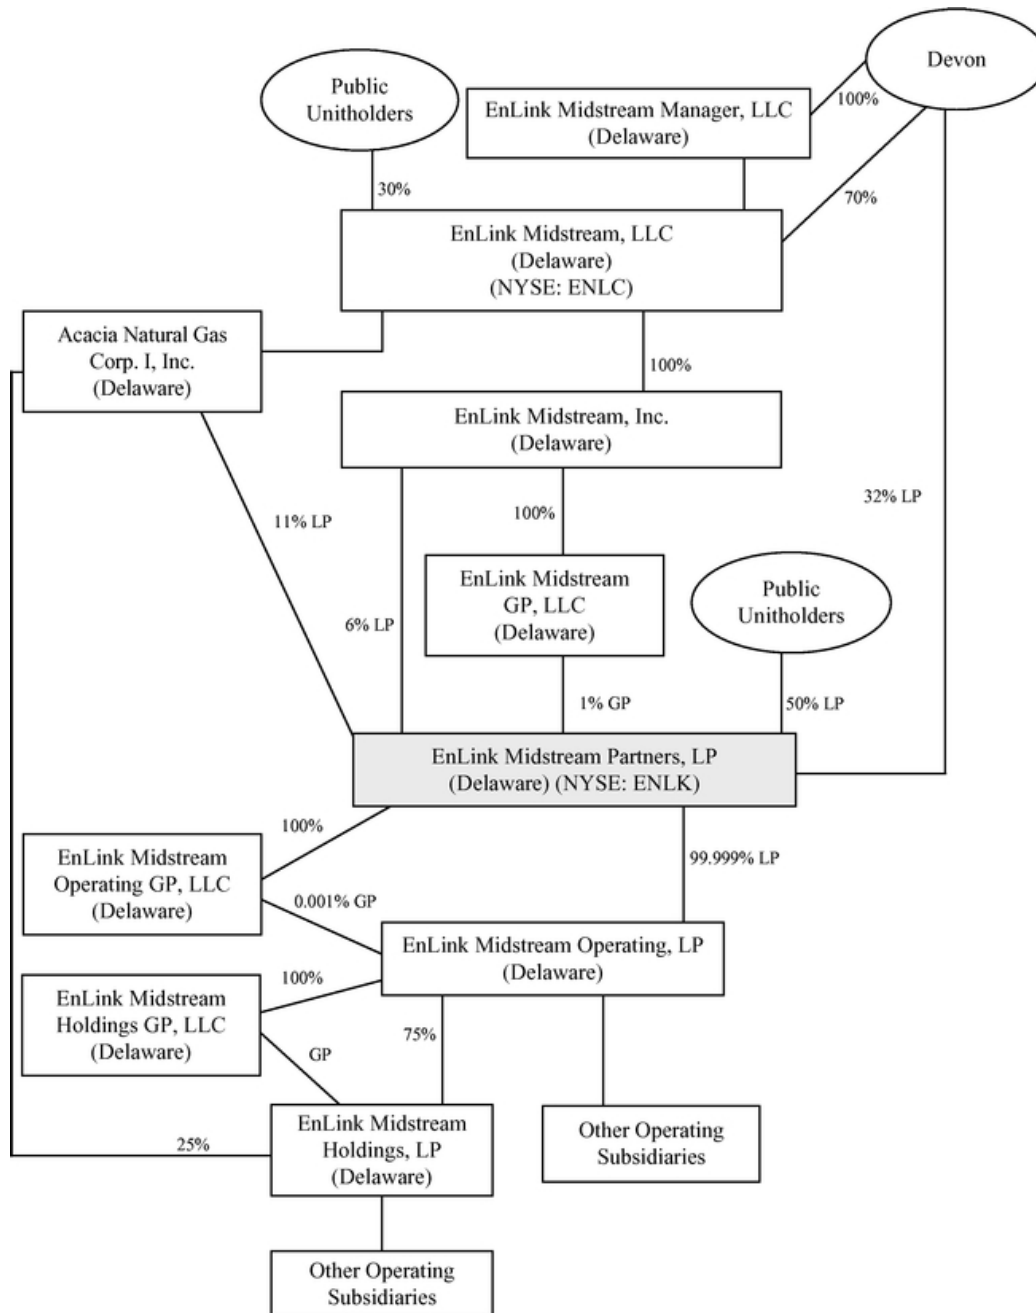 Devon
Public
Unitholders
EnLink Midstream Manager, LLC
(Delaware)
100%
30%
70%
EnLink Midstream, LLC
(Delaware)
(NYSE: ENLC)
Acacia Natural Gas
Corp. I, Inc.
(Delaware)
100%
EnLink Midstream, Inc.
(Delaware)
11% LP
100%
32% LP
EnLink Midstream
GP, LLC
(Delaware)
Public
Unitholders
6% LP
1% GP
50% LP
EnLink Midstream Partners, LP
(Delaware) (NYSE: ENLK)
100%
99.999% LP
EnLink Midstream
Operating GP, LLC
(Delaware)
0.001% GP
EnLink Midstream Operating, LP
(Delaware)
100%
EnLink Midstream
Holdings GP, LLC
(Delaware)
GP
75%
EnLink Midstream
Holdings, LP
(Delaware)
25%
Other Operating
Subsidiaries
Other Operating
Subsidiaries